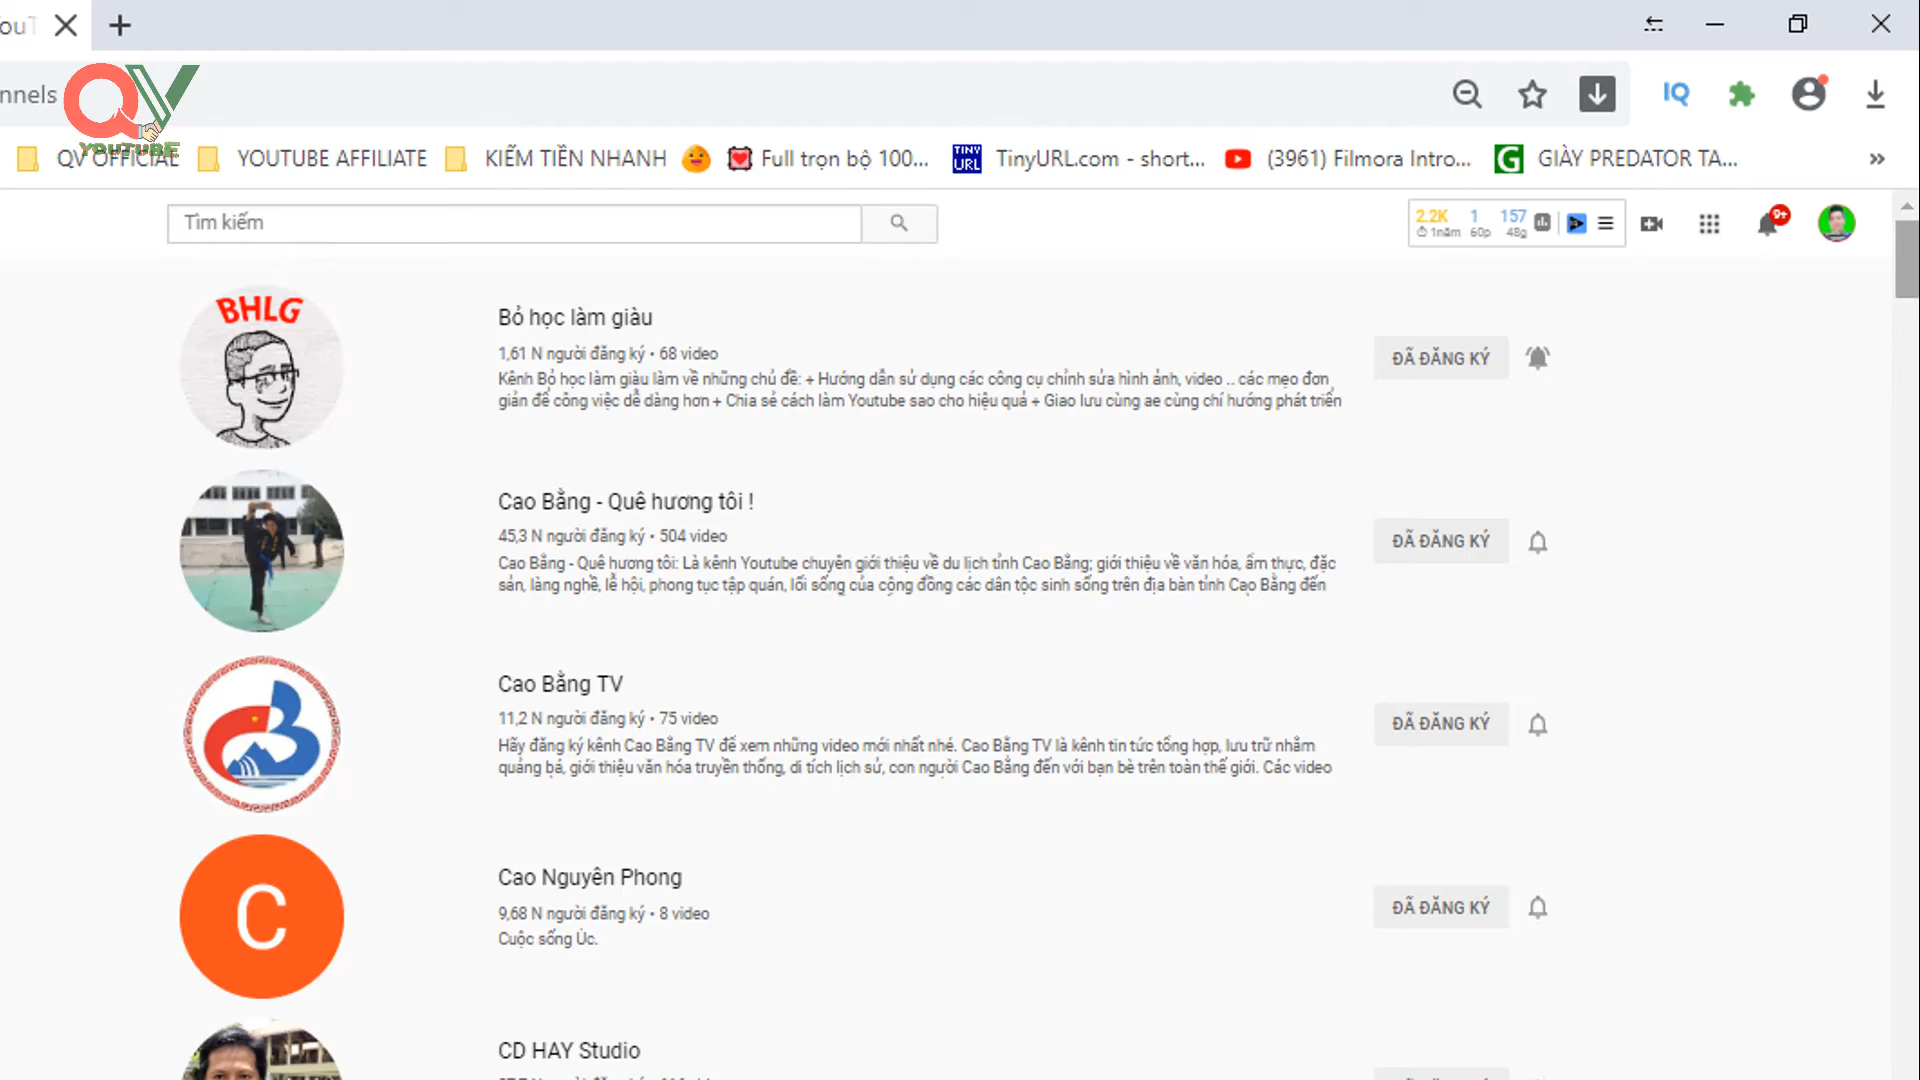 nnels
IQ
QV
YOUTUBE
QV OFFICIAL
YOUTUBE AFFILIATE
KIẾM TIỀN NHANH
Full trọn bộ 100...
TINY
URL
TinyURL.com - short...
(3961) Filmora Intro...
G
GIÀY PREDATOR TA...
Tìm kiếm
2.2K 1 157
1năm 60p 48g
9+
BHLG
Bỏ học làm giàu
1,61 N người đăng ký • 68 video
Kênh Bỏ học làm giàu làm về những chủ đề: + Hướng dẫn sử dụng các công cụ chỉnh sửa hình ảnh, video .. các mẹo đơn
giản để công việc dễ dàng hơn + Chia sẻ cách làm Youtube sao cho hiệu quả + Giao lưu cùng ae cùng chí hướng phát triển
ĐÃ ĐĂNG KÝ
Cao Bằng - Quê hương tôi !
45,3 N người đăng ký • 504 video
Cao Bằng - Quê hương tôi: Là kênh Youtube chuyên giới thiệu về du lịch tỉnh Cao Bằng; giới thiệu về văn hóa, ẩm thực, đặc
sản, làng nghề, lễ hội, phong tục tập quán, lối sống của cộng đồng các dân tộc sinh sống trên địa bàn tỉnh Cao Bằng đến
ĐÃ ĐĂNG KÝ
Cao Bằng TV
11,2 N người đăng ký • 75 video
Hãy đăng ký kênh Cao Bằng TV để xem những video mới nhất nhé. Cao Bằng TV là kênh tin tức tổng hợp, lưu trữ nhằm
quảng bá, giới thiệu văn hóa truyền thống, di tích lịch sử, con người Cao Bằng đến với bạn bè trên toàn thế giới. Các video
ĐÃ ĐĂNG KÝ
C
Cao Nguyên Phong
9,68 N người đăng ký • 8 video
Cuộc sống Úc.
ĐÃ ĐĂNG KÝ
CD HAY Studio